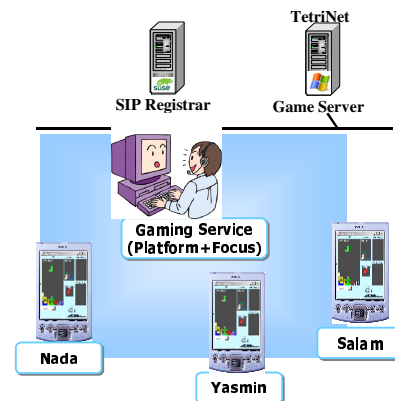 TetriNet
SIP Registrar
Game Server
Gaming Service
(Platform+Focus)
Nada
Yasmin
Salam